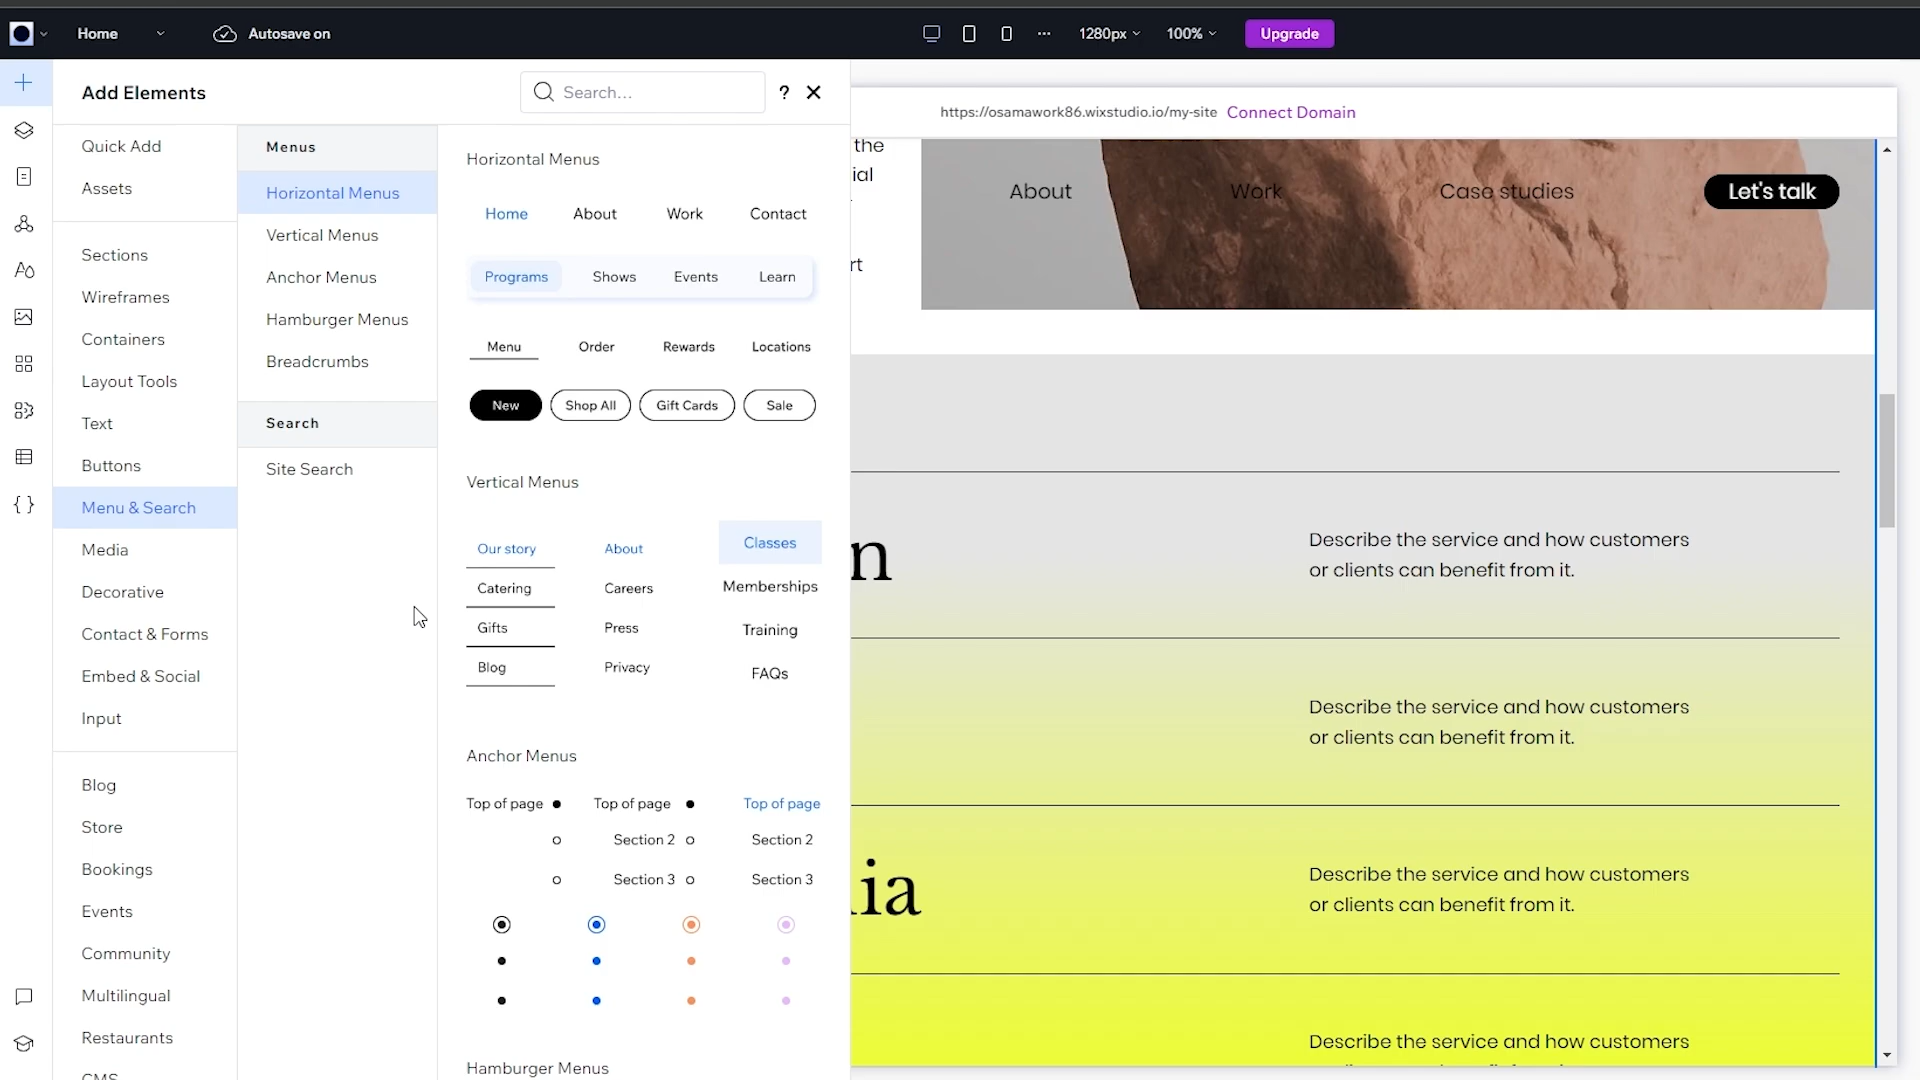 Home
Autosave on
1280px
100%
Upgrade
Add Elements
Search...
?
https://osamawork86.wixstudio.io/my-site Connect Domain
Quick Add
Assets
Sections
Wireframes
Containers
Layout Tools
Text
Buttons
Menu & Search
Media
Decorative
Contact & Forms
Embed & Social
Input
Blog
Store
Bookings
Events
Community
Multilingual
Restaurants
CMS
Menus
Horizontal Menus
Vertical Menus
Anchor Menus
Hamburger Menus
Breadcrumbs
Search
Site Search
Horizontal Menus
Home About Work Contact
Programs Shows Events Learn
Menu Order Rewards Locations
New Shop All Gift Cards Sale
Vertical Menus
Our story
Catering
Gifts
Blog
About
Careers
Press
Privacy
Classes
Memberships
Training
FAQs
Anchor Menus
Top of page Top of page Top of page
Section 2 Section 2
Section 3 Section 3
Hamburger Menus
the
ial
rt
About Work Case studies Let's talk
n
Describe the service and how customers
or clients can benefit from it.
Describe the service and how customers
or clients can benefit from it.
ia
Describe the service and how customers
or clients can benefit from it.
Describe the service and how customers